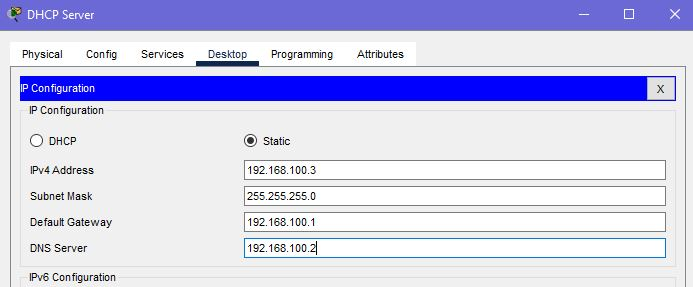 DHCP Server
Physical Config Services Desktop Programming Attributes
IP Configuration X
IP Configuration
DHCP Static
IPv4 Address 192.168.100.3
Subnet Mask 255.255.255.0
Default Gateway 192.168.100.1
DNS Server 192.168.100.2
IPv6 Configuration